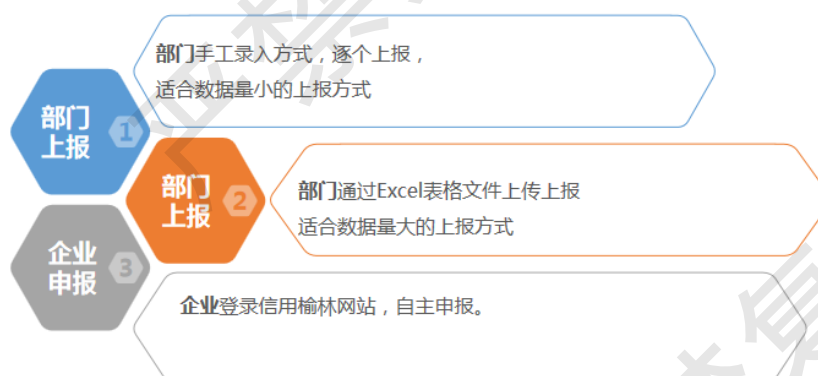 部门手工录入方式，逐个上报，
适合数据量小的上报方式
部门
上报
1
部门
上报
2
部门通过Excel表格文件上传上报
适合数据量大的上报方式
企业
申报
3
企业登录信用榆林网站，自主申报。
严禁
禁复